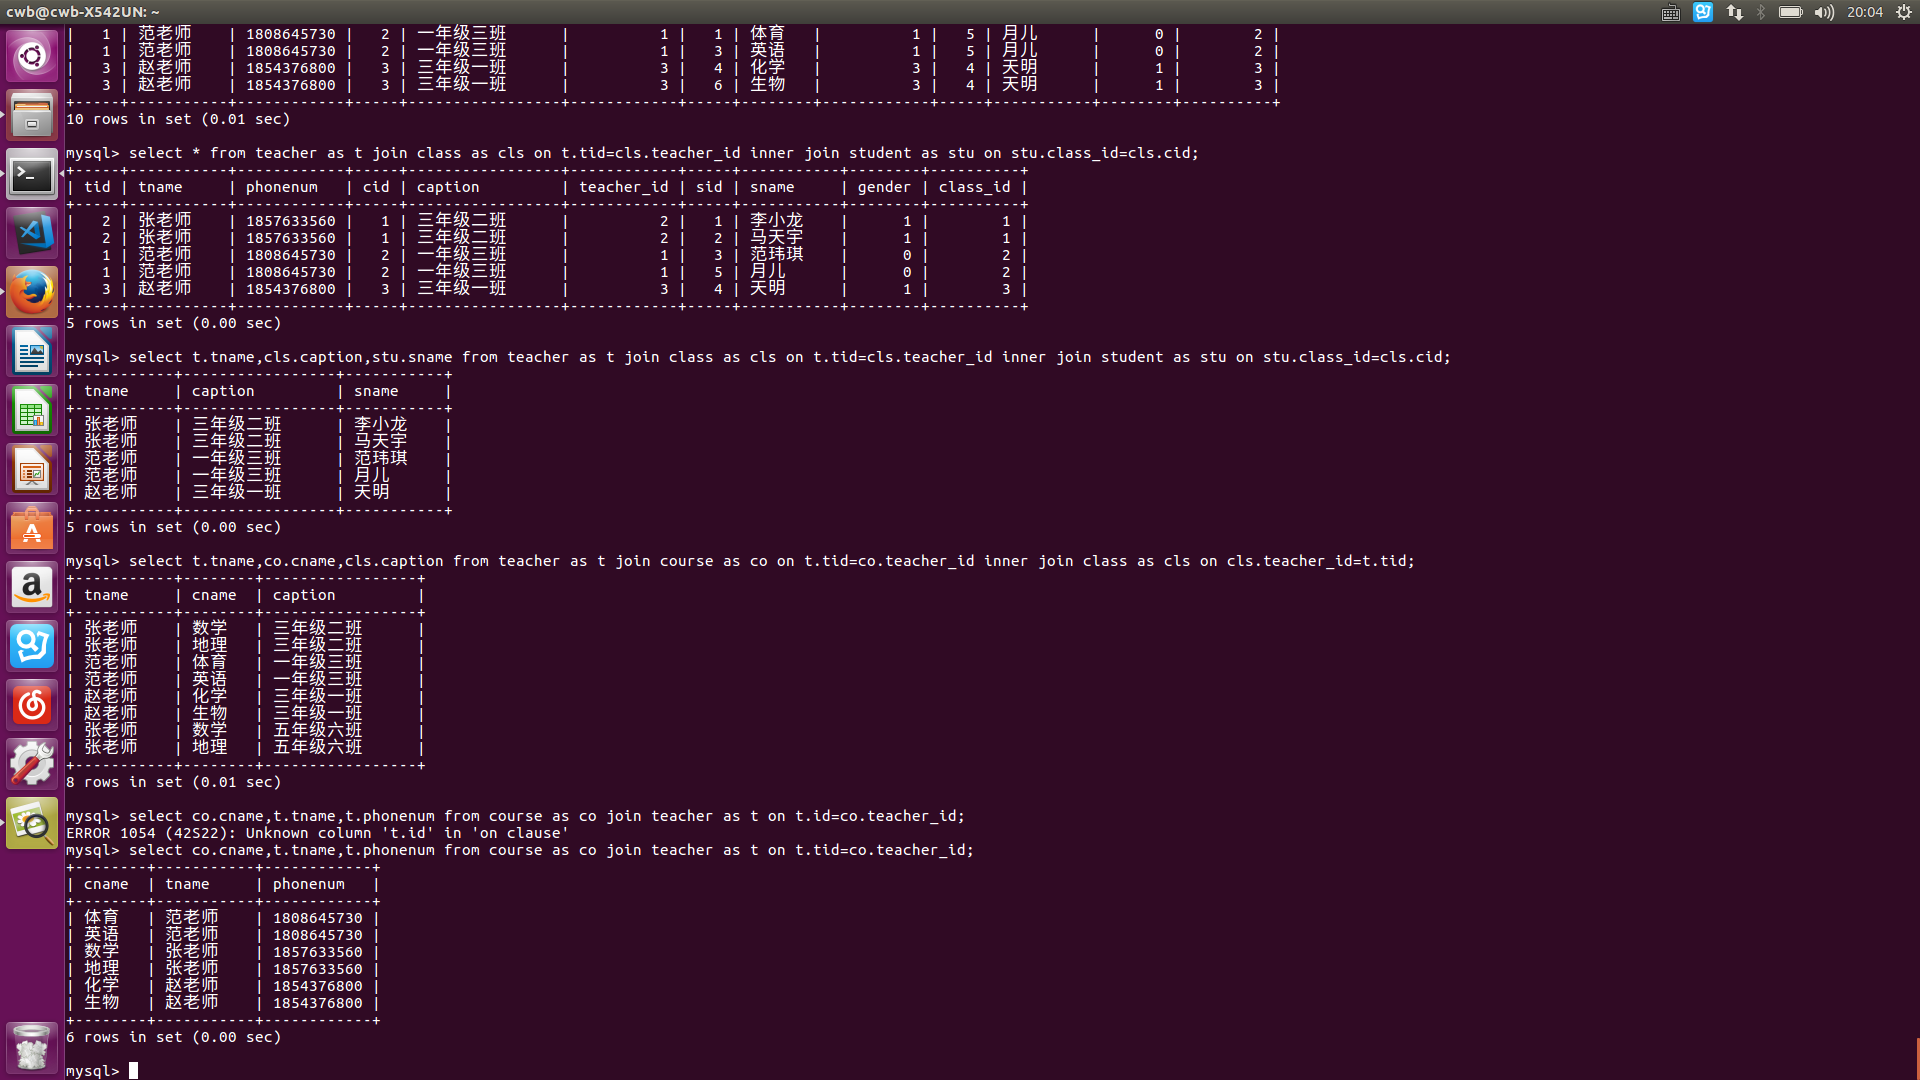 cwb@cwb-X542UN: ~ 20:04
| 1 | 范老师 | 1808645730 | 2 | 一年级三班 | 1 | 1 | 体育 | 1 | 5 | 月儿 | 0 | 2 |
| 1 | 范老师 | 1808645730 | 2 | 一年级三班 | 1 | 3 | 英语 | 1 | 5 | 月儿 | 0 | 2 |
| 3 | 赵老师 | 1854376800 | 3 | 三年级一班 | 3 | 4 | 化学 | 3 | 4 | 天明 | 1 | 3 |
| 3 | 赵老师 | 1854376800 | 3 | 三年级一班 | 3 | 6 | 生物 | 3 | 4 | 天明 | 1 | 3 |
+-----+-----------+------------+-----+-----------------+------------+-----+--------+------------+-----+-----------+--------+----------+
10 rows in set (0.01 sec)
mysql> select * from teacher as t join class as cls on t.tid=cls.teacher_id inner join student as stu on stu.class_id=cls.cid;
+-----+-----------+------------+-----+-----------------+------------+-----+-----------+--------+----------+
| tid | tname | phonenum | cid | caption | teacher_id | sid | sname | gender | class_id |
+-----+-----------+------------+-----+-----------------+------------+-----+-----------+--------+----------+
| 2 | 张老师 | 1857633560 | 1 | 三年级二班 | 2 | 1 | 李小龙 | 1 | 1 |
| 2 | 张老师 | 1857633560 | 1 | 三年级二班 | 2 | 2 | 马天宇 | 1 | 1 |
| 1 | 范老师 | 1808645730 | 2 | 一年级三班 | 1 | 3 | 范玮琪 | 0 | 2 |
| 1 | 范老师 | 1808645730 | 2 | 一年级三班 | 1 | 5 | 月儿 | 0 | 2 |
| 3 | 赵老师 | 1854376800 | 3 | 三年级一班 | 3 | 4 | 天明 | 1 | 3 |
+-----+-----------+------------+-----+-----------------+------------+-----+-----------+--------+----------+
5 rows in set (0.00 sec)
mysql> select t.tname,cls.caption,stu.sname from teacher as t join class as cls on t.tid=cls.teacher_id inner join student as stu on stu.class_id=cls.cid;
+-----------+-----------------+-----------+
| tname | caption | sname |
+-----------+-----------------+-----------+
| 张老师 | 三年级二班 | 李小龙 |
| 张老师 | 三年级二班 | 马天宇 |
| 范老师 | 一年级三班 | 范玮琪 |
| 范老师 | 一年级三班 | 月儿 |
| 赵老师 | 三年级一班 | 天明 |
+-----------+-----------------+-----------+
5 rows in set (0.00 sec)
mysql> select t.tname,co.cname,cls.caption from teacher as t join course as co on t.tid=co.teacher_id inner join class as cls on cls.teacher_id=t.tid;
+-----------+--------+-----------------+
| tname | cname | caption |
+-----------+--------+-----------------+
| 张老师 | 数学 | 三年级二班 |
| 张老师 | 地理 | 三年级二班 |
| 范老师 | 体育 | 一年级三班 |
| 范老师 | 英语 | 一年级三班 |
| 赵老师 | 化学 | 三年级一班 |
| 赵老师 | 生物 | 三年级一班 |
| 张老师 | 数学 | 五年级六班 |
| 张老师 | 地理 | 五年级六班 |
+-----------+--------+-----------------+
8 rows in set (0.01 sec)
mysql> select co.cname,t.tname,t.phonenum from course as co join teacher as t on t.id=co.teacher_id;
ERROR 1054 (42S22): Unknown column 't.id' in 'on clause'
mysql> select co.cname,t.tname,t.phonenum from course as co join teacher as t on t.tid=co.teacher_id;
+--------+-----------+------------+
| cname | tname | phonenum |
+--------+-----------+------------+
| 体育 | 范老师 | 1808645730 |
| 英语 | 范老师 | 1808645730 |
| 数学 | 张老师 | 1857633560 |
| 地理 | 张老师 | 1857633560 |
| 化学 | 赵老师 | 1854376800 |
| 生物 | 赵老师 | 1854376800 |
+--------+-----------+------------+
6 rows in set (0.00 sec)
mysql>